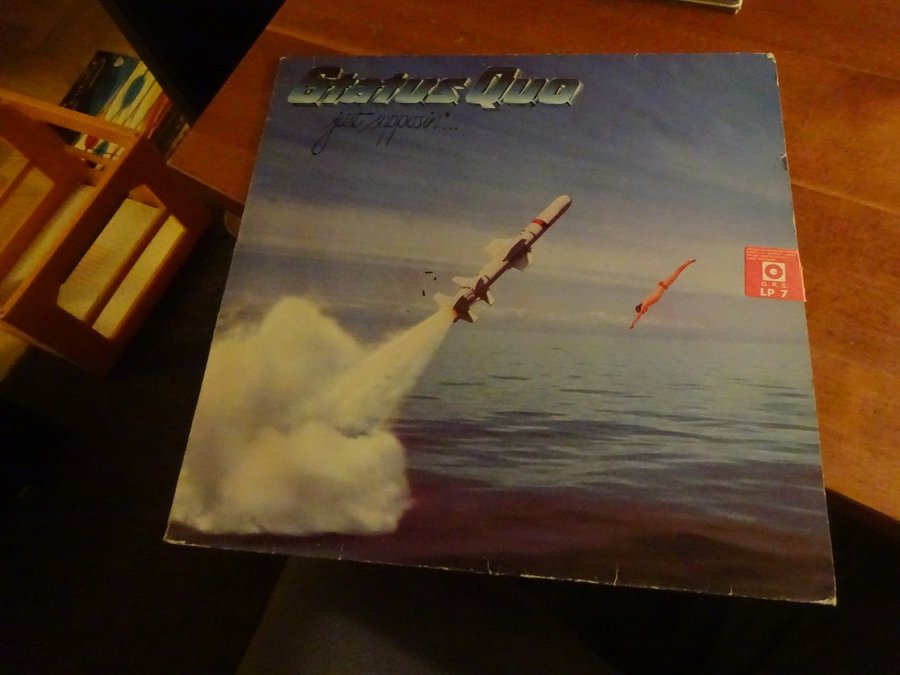 Status Quo
just supposin'...
G. R. S.
LP 7